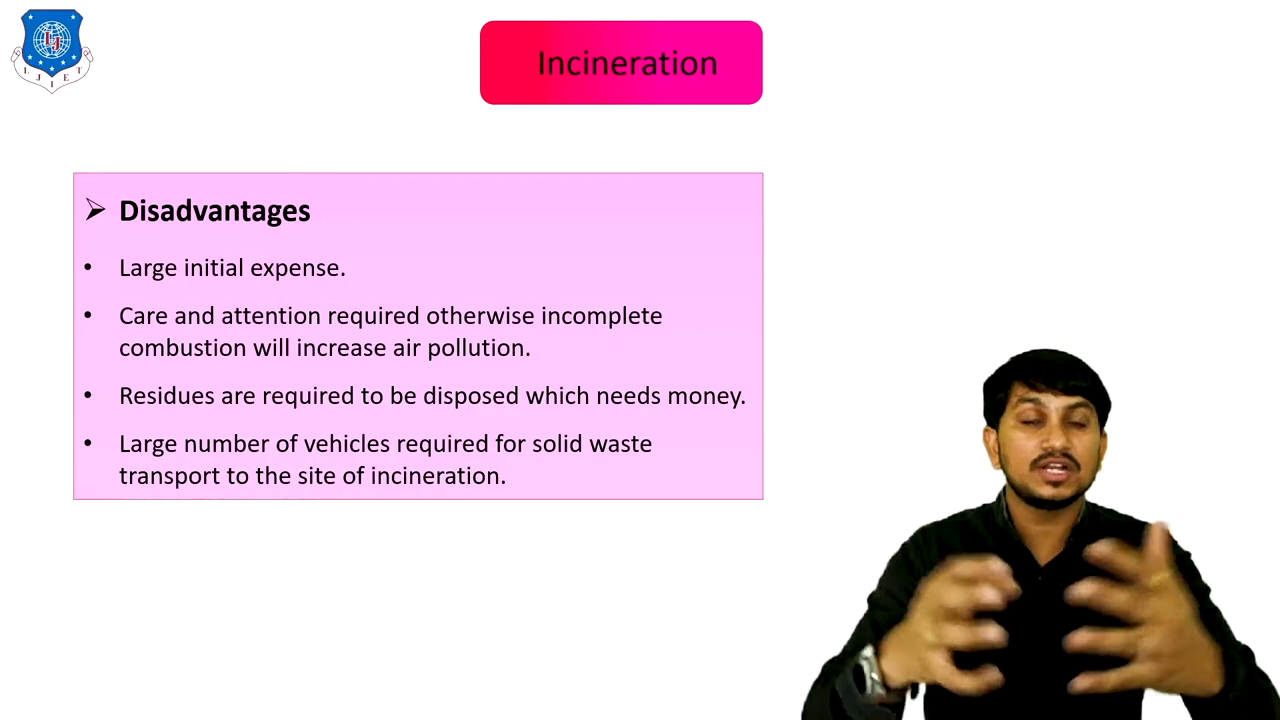 LJ
LJIET
Incineration
➢ Disadvantages
• Large initial expense.
• Care and attention required otherwise incomplete
combustion will increase air pollution.
• Residues are required to be disposed which needs money.
• Large number of vehicles required for solid waste
transport to the site of incineration.